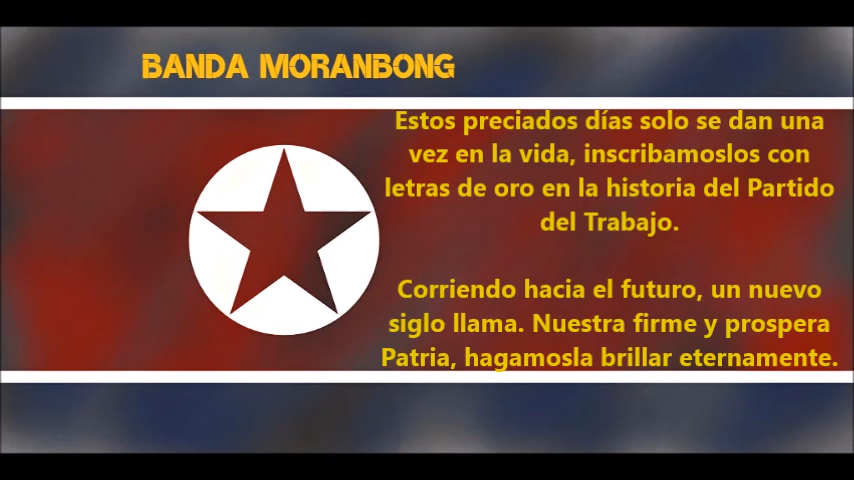 BANDA MORANBONG
Estos preciados días solo se dan una
vez en la vida, inscribamoslos con
letras de oro en la historia del Partido
del Trabajo.
Corriendo hacia el futuro, un nuevo
siglo llama. Nuestra firme y prospera
Patria, hagamosla brillar eternamente.